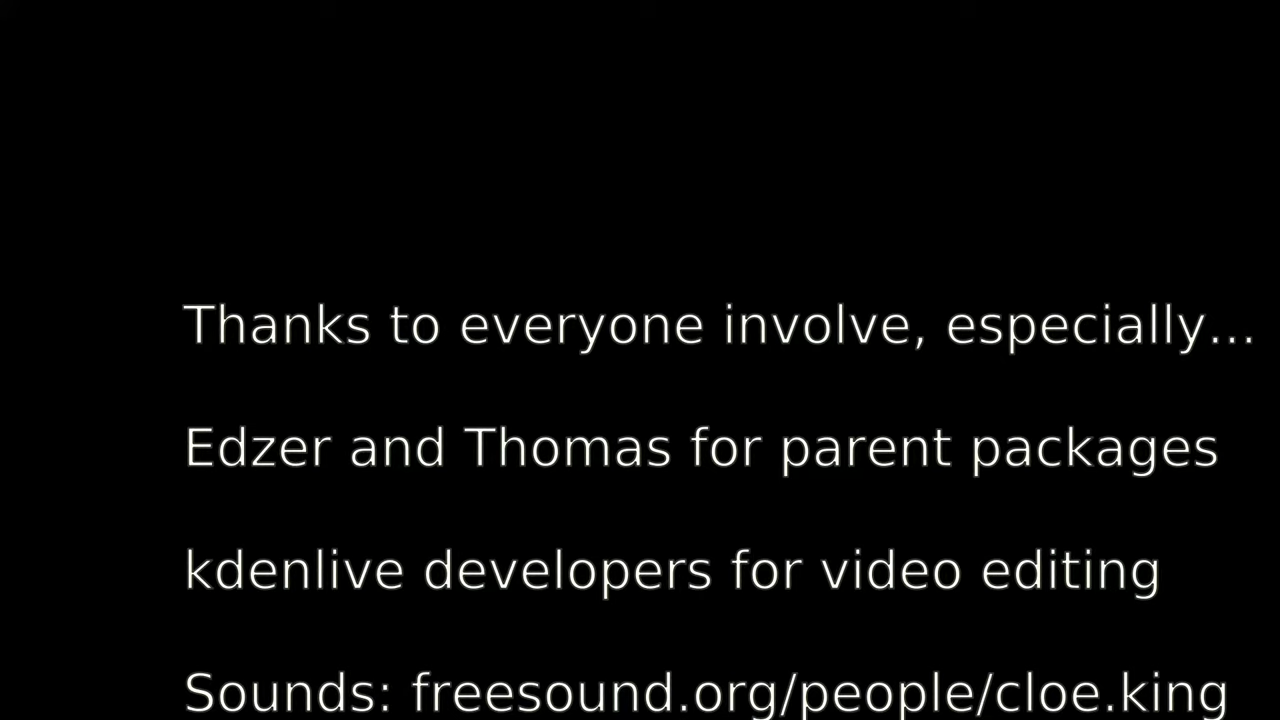 Thanks to everyone involve, especially...
Edzer and Thomas for parent packages
kdenlive developers for video editing
Sounds: freesound.org/people/cloe.king